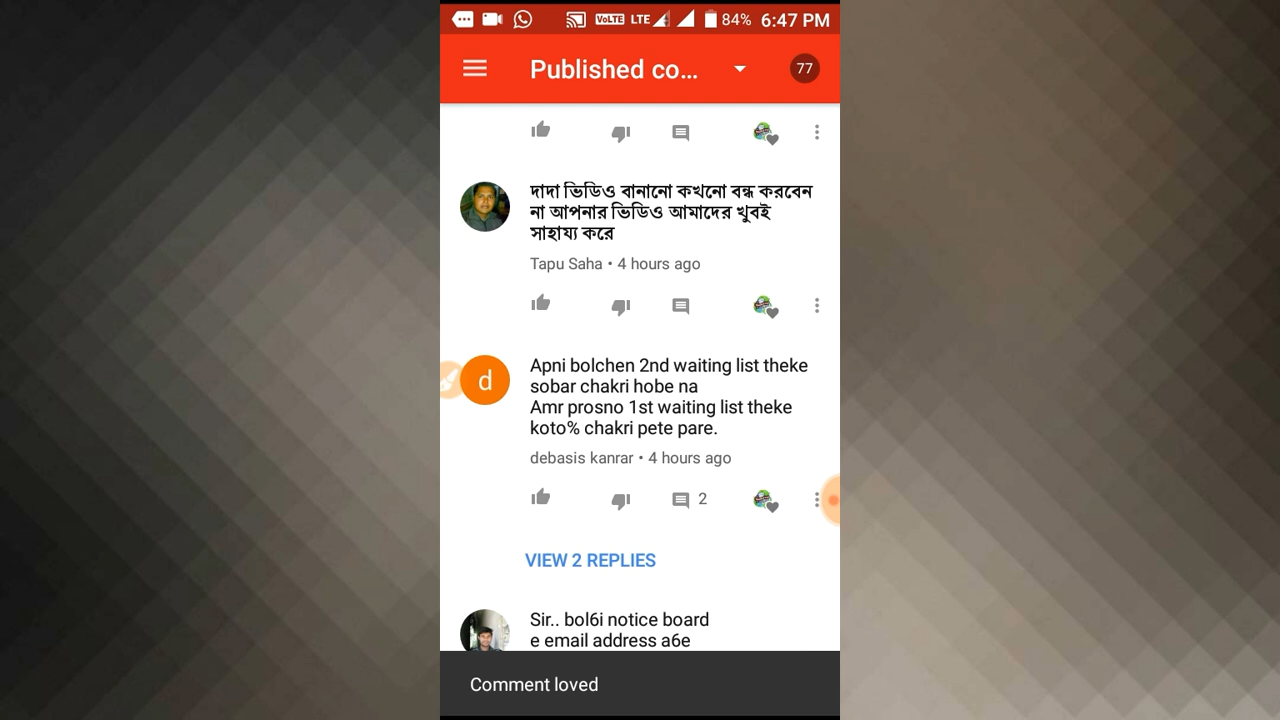 VoLTE LTE 84% 6:47 PM
Published co... 77
দাদা ভিডিও বানানো কখনো বন্ধ করবেন
না আপনার ভিডিও আমাদের খুবই
সাহায্য করে
Tapu Saha • 4 hours ago
d
Apni bolchen 2nd waiting list theke
sobar chakri hobe na
Amr prosno 1st waiting list theke
koto% chakri pete pare.
debasis kanrar • 4 hours ago
2
VIEW 2 REPLIES
Sir.. bol6i notice board
e email address a6e
Comment loved